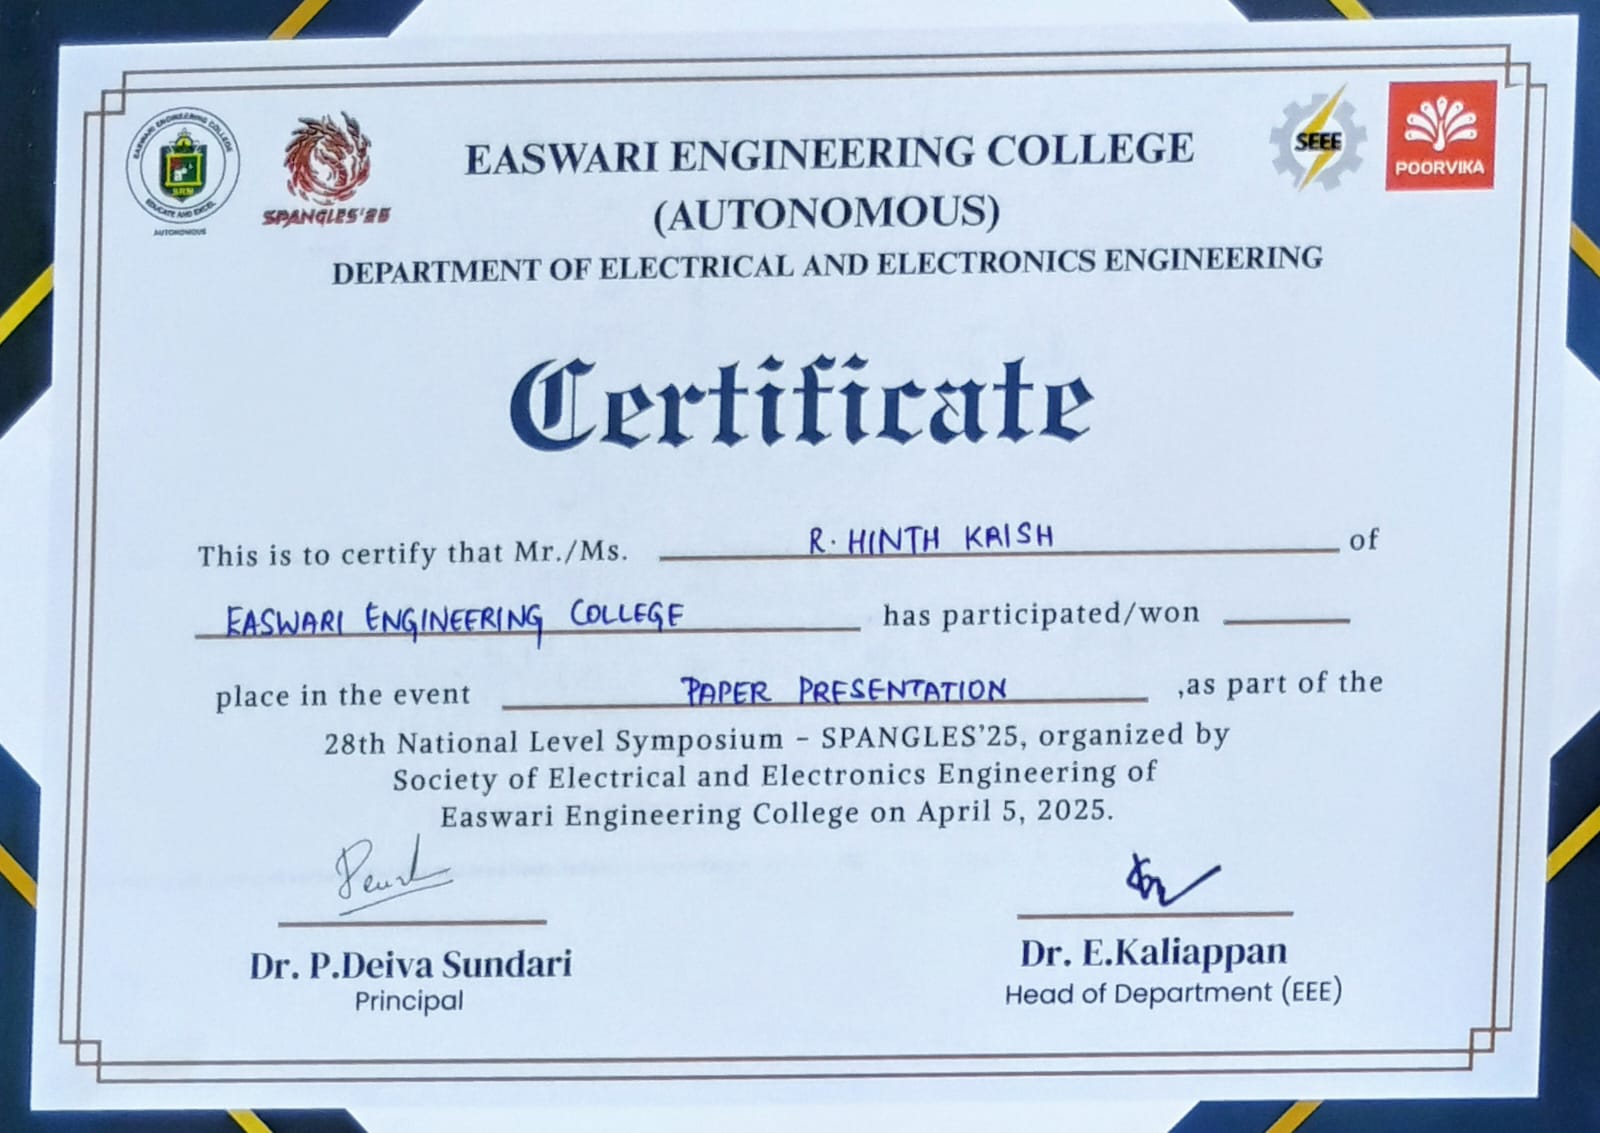 EASWARI ENGINEERING COLLEGE
EDUCATE AND EXCEL
SRM
AUTONOMOUS
SPANGLES'25
EASWARI ENGINEERING COLLEGE
(AUTONOMOUS)
DEPARTMENT OF ELECTRICAL AND ELECTRONICS ENGINEERING
SEEE
POORVIKA
Certificate
This is to certify that Mr./Ms. R. HINTH KRISH of
EASWARI ENGINEERING COLLEGE has participated/won
place in the event PAPER PRESENTATION ,as part of the
28th National Level Symposium – SPANGLES'25, organized by
Society of Electrical and Electronics Engineering of
Easwari Engineering College on April 5, 2025.
Dr. P.Deiva Sundari
Principal
Dr. E.Kaliappan
Head of Department (EEE)